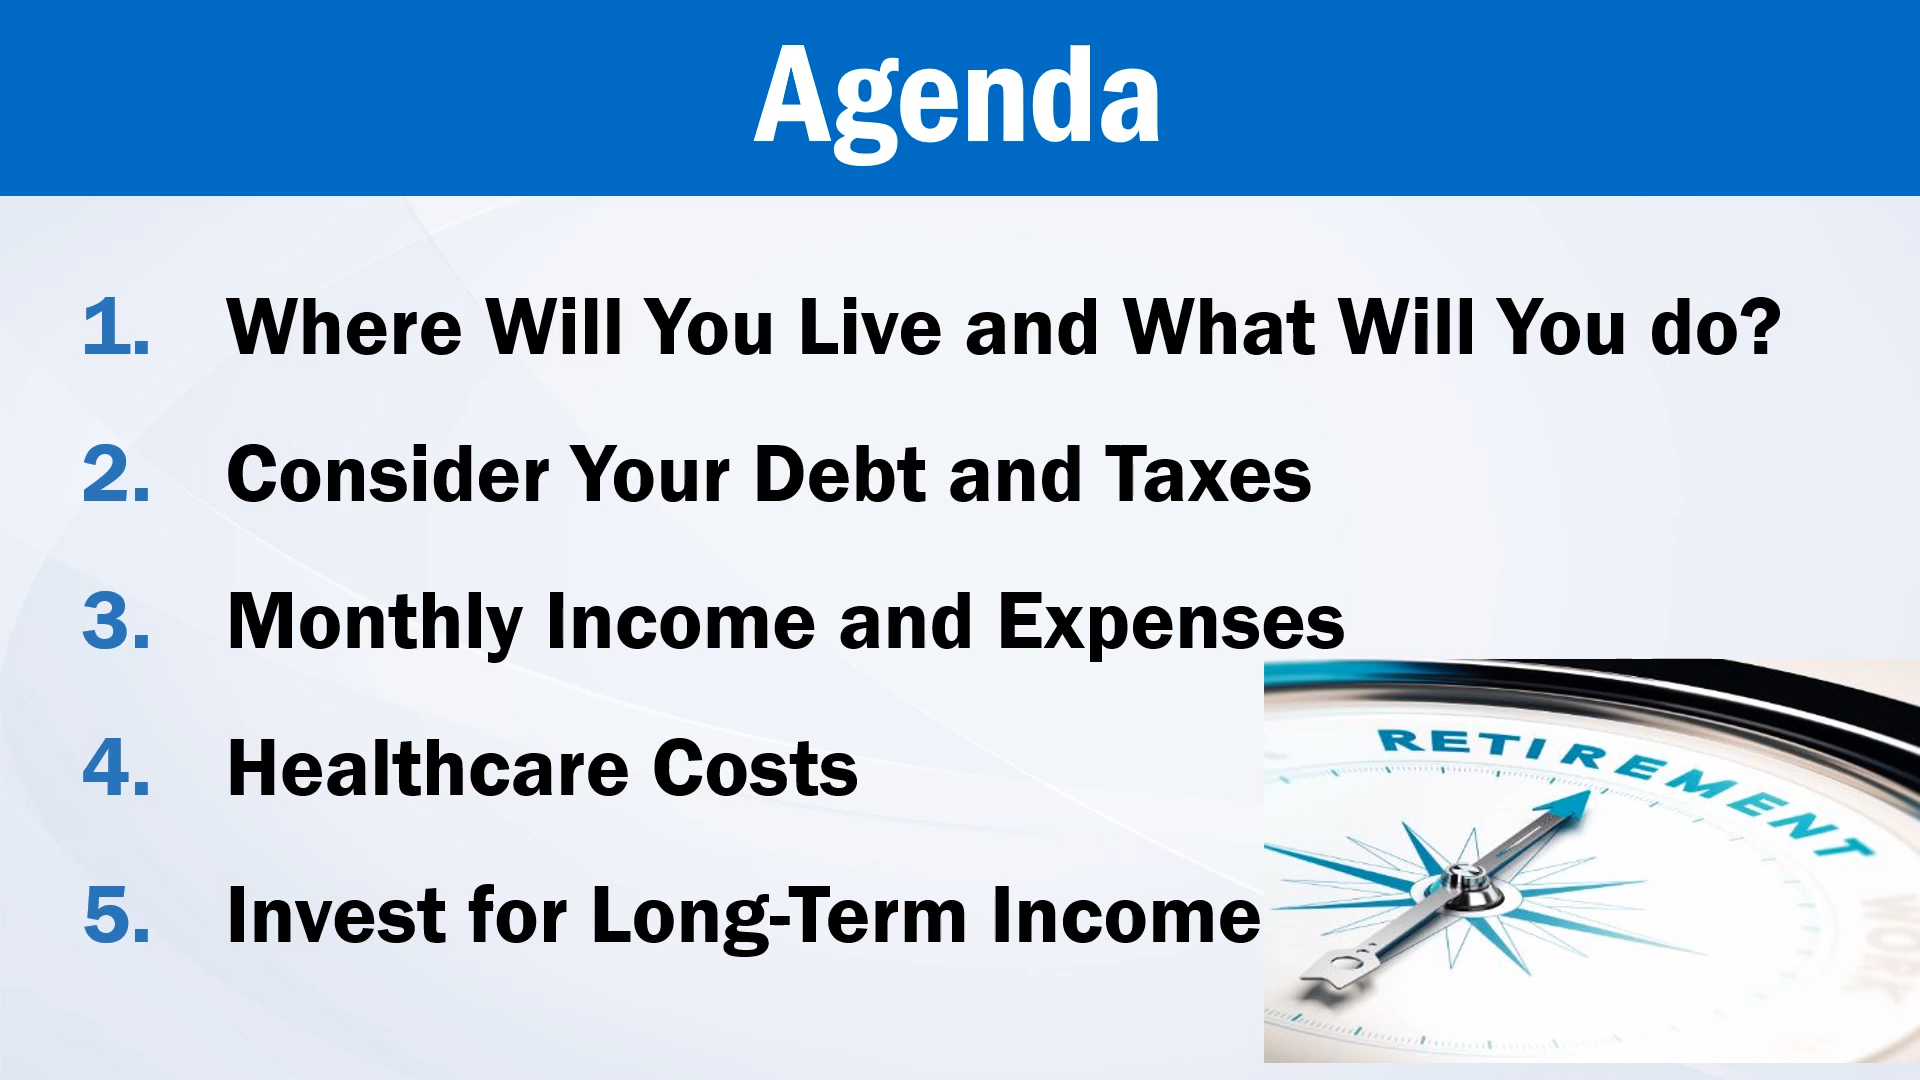 Agenda
1. Where Will You Live and What Will You do?
2. Consider Your Debt and Taxes
3. Monthly Income and Expenses
4. Healthcare Costs
5. Invest for Long-Term Income
RETIREMENT
WORK